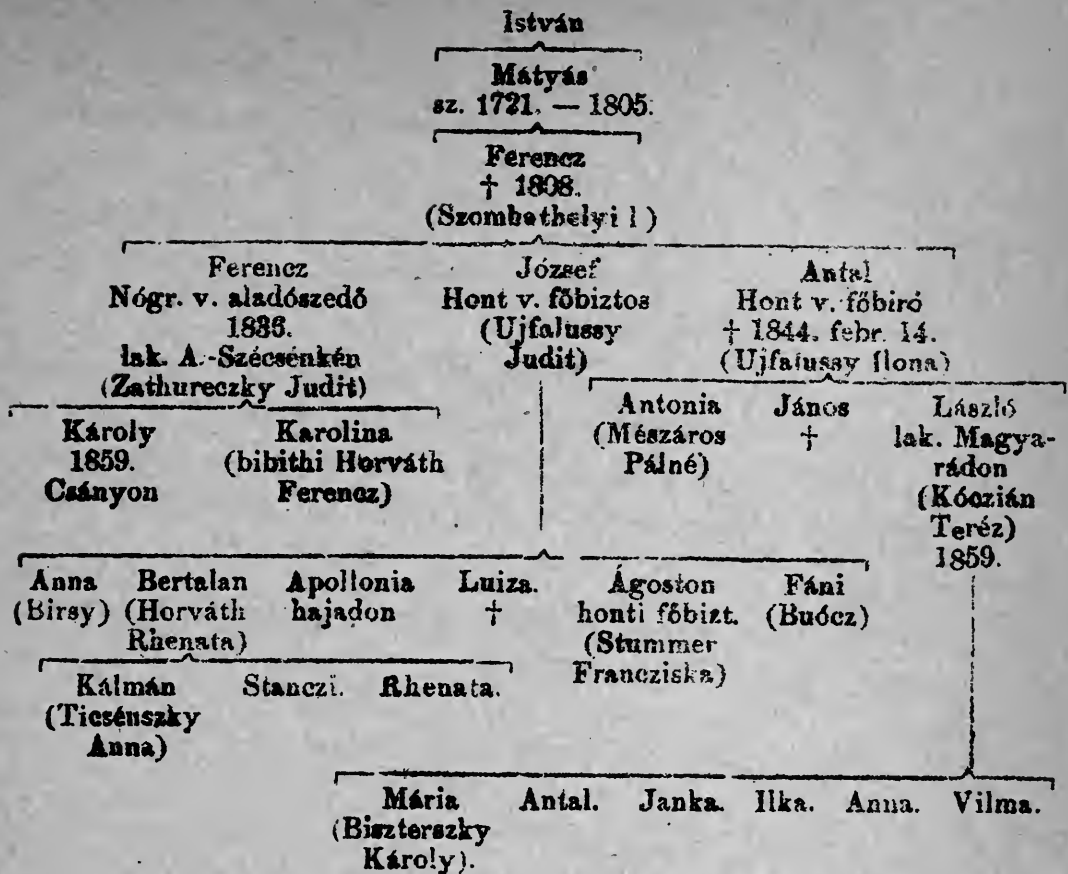 István
Mátyás
sz. 1721. — 1805.
Ferencz
† 1808.
(Szombathelyi I)
Ferencz József Antal
Nógr. v. aladószedő Hont v. főbiztos Hont v. főbiró
1836. (Ujfalussy † 1844. febr. 14.
lak. A.-Szécsénkén Judit) (Ujfalussy Ilona)
(Zathureczky Judit)
Antonia János László
(Mészáros † lak. Magya-
Pálné) rádon
(Kóczián
Teréz)
1859.
Károly Karolina
1859. (bibithi Horváth
Csányon Ferencz)
Anna Bertalan Apollonia Luiza. Ágoston Fáni
(Birsy) (Horváth hajadon † honti főbizt. (Buócz)
Rhenata) (Stummer
Francziska)
Kálmán Stanczi. Rhenata.
(Ticsénszky
Anna)
Mária Antal. Janka. Ilka. Anna. Vilma.
(Biszterszky
Károly).